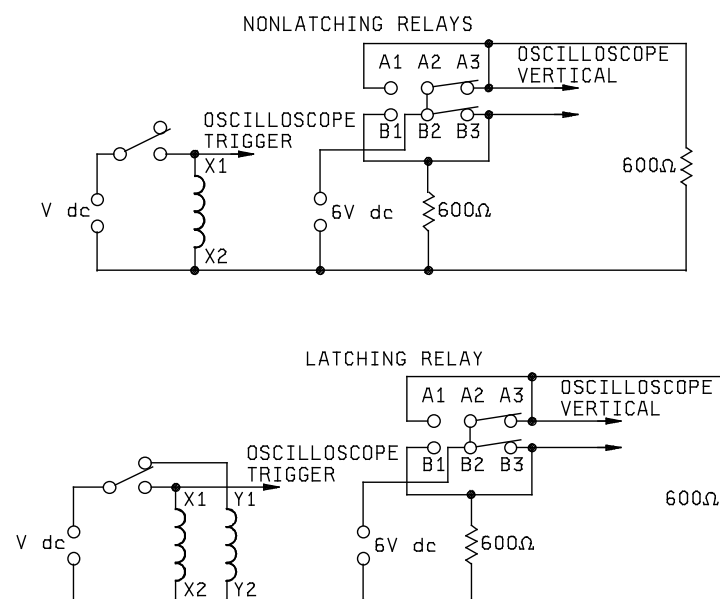 NONLATCHING RELAYS
A1 A2 A3
OSCILLOSCOPE
VERTICAL
OSCILLOSCOPE
TRIGGER
B1 B2 B3
X1
600Ω
V dc
6V dc
600Ω
X2
LATCHING RELAY
A1 A2 A3
OSCILLOSCOPE
VERTICAL
OSCILLOSCOPE
TRIGGER
B1 B2 B3
X1 Y1
600Ω
V dc
6V dc
600Ω
X2 Y2